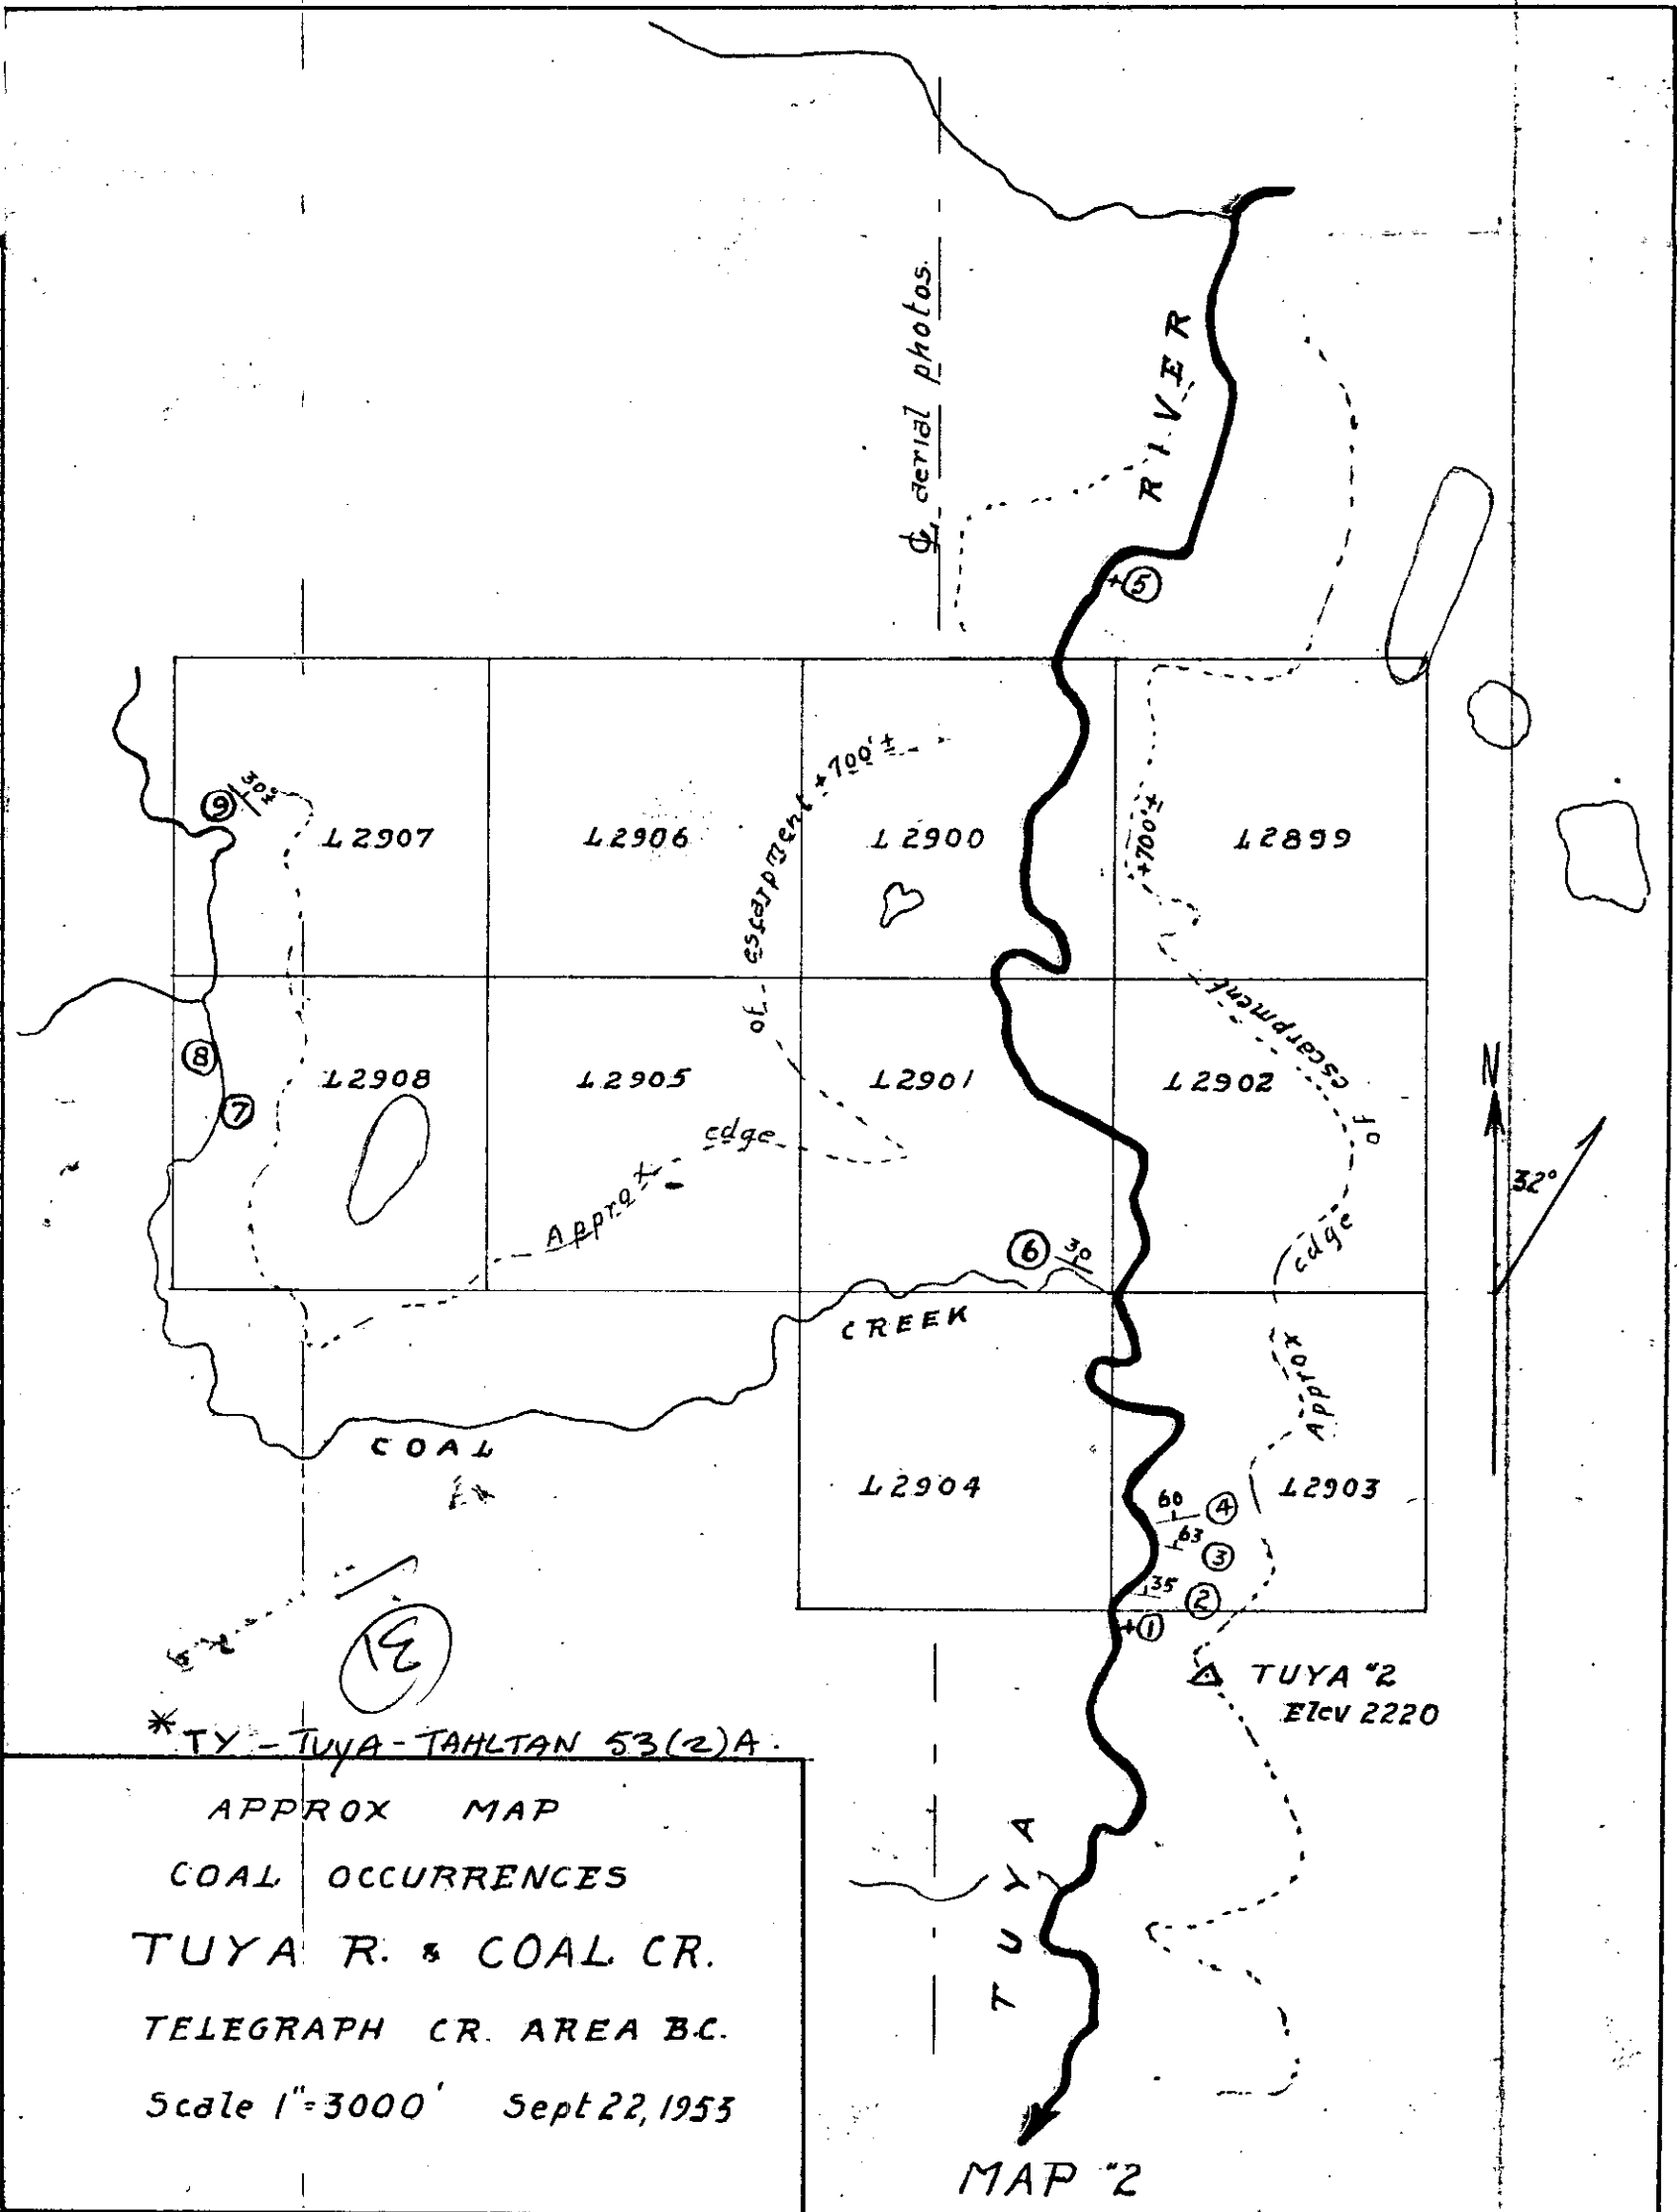 ₵ aerial photos.
RIVER
5
9
30±°
L2907
L2906
L2900
L2899
Approx edge of escarpment +700'±
+700'±
8
7
L2908
L2905
L2901
L2902
Approx edge of escarpment
N
32°
6
30
CREEK
COAL
L2904
L2903
60
4
63
3
35
2
1
TUYA #2
Elev 2220
31
* TY - TUYA - TAHLTAN 53(2)A.
APPROX MAP
COAL OCCURRENCES
TUYA R. & COAL CR.
TELEGRAPH CR. AREA B.C.
Scale 1"=3000' Sept 22, 1953
TUYA
MAP #2